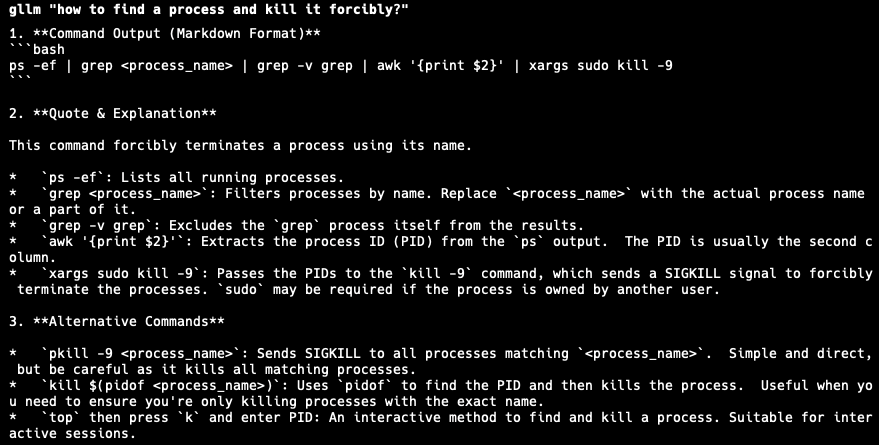 gllm "how to find a process and kill it forcibly?"
1. **Command Output (Markdown Format)**
```bash
ps -ef | grep <process_name> | grep -v grep | awk '{print $2}' | xargs sudo kill -9
```
2. **Quote & Explanation**
This command forcibly terminates a process using its name.
*   `ps -ef`: Lists all running processes.
*   `grep <process_name>`: Filters processes by name. Replace `<process_name>` with the actual process name
or a part of it.
*   `grep -v grep`: Excludes the `grep` process itself from the results.
*   `awk '{print $2}'`: Extracts the process ID (PID) from the `ps` output.  The PID is usually the second c
olumn.
*   `xargs sudo kill -9`: Passes the PIDs to the `kill -9` command, which sends a SIGKILL signal to forcibly
 terminate the processes. `sudo` may be required if the process is owned by another user.
3. **Alternative Commands**
*   `pkill -9 <process_name>`: Sends SIGKILL to all processes matching `<process_name>`.  Simple and direct,
 but be careful as it kills all matching processes.
*   `kill $(pidof <process_name>)`: Uses `pidof` to find the PID and then kills the process.  Useful when yo
u need to ensure you're only killing processes with the exact name.
*   `top` then press `k` and enter PID: An interactive method to find and kill a process. Suitable for inter
active sessions.